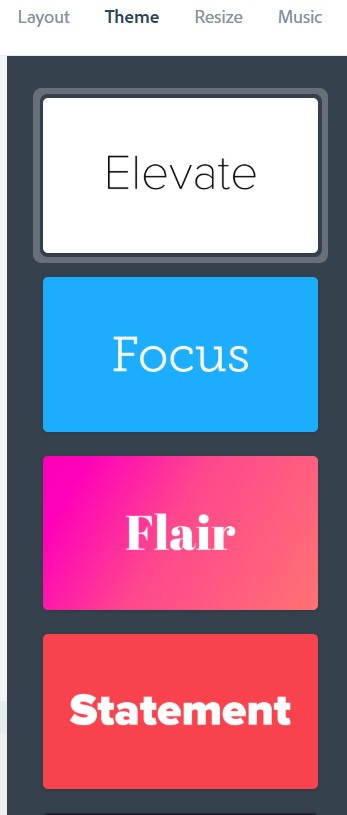 Layout Theme Resize Music
Elevate
Focus
Flair
Statement